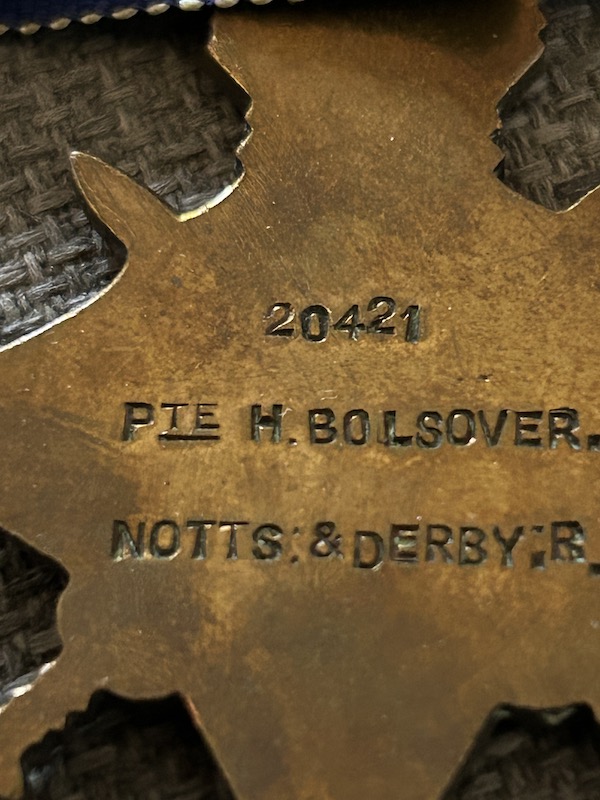 20421
PTE H. BOLSOVER.
NOTTS: & DERBY: R.